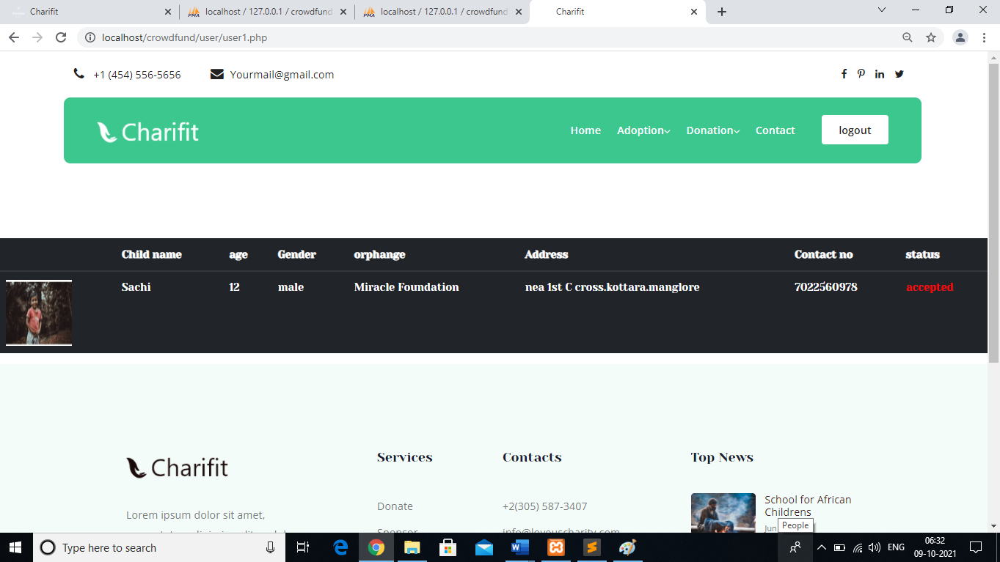 Charifit
localhost / 127.0.0.1 / crowdfund
localhost / 127.0.0.1 / crowdfund
Charifit
localhost/crowdfund/user/user1.php
+1 (454) 556-5656 Yourmail@gmail.com
Charifit Home Adoption Donation Contact logout
Child name age Gender orphange Address Contact no status
Sachi 12 male Miracle Foundation nea 1st C cross.kottara.manglore 7022560978 accepted
Charifit
Services
Contacts
Top News
Lorem ipsum dolor sit amet,
Donate
+2(305) 587-3407
School for African
Childrens
Jun
People
Type here to search
ENG
06:32
09-10-2021